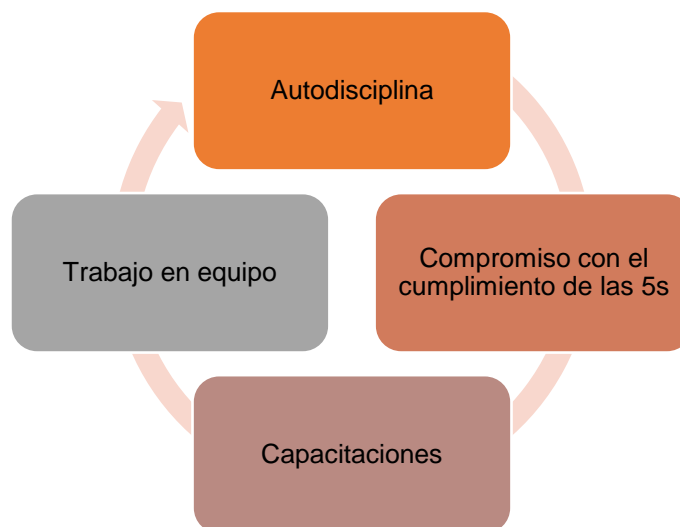 Autodisciplina
Compromiso con el
cumplimiento de las 5s
Capacitaciones
Trabajo en equipo